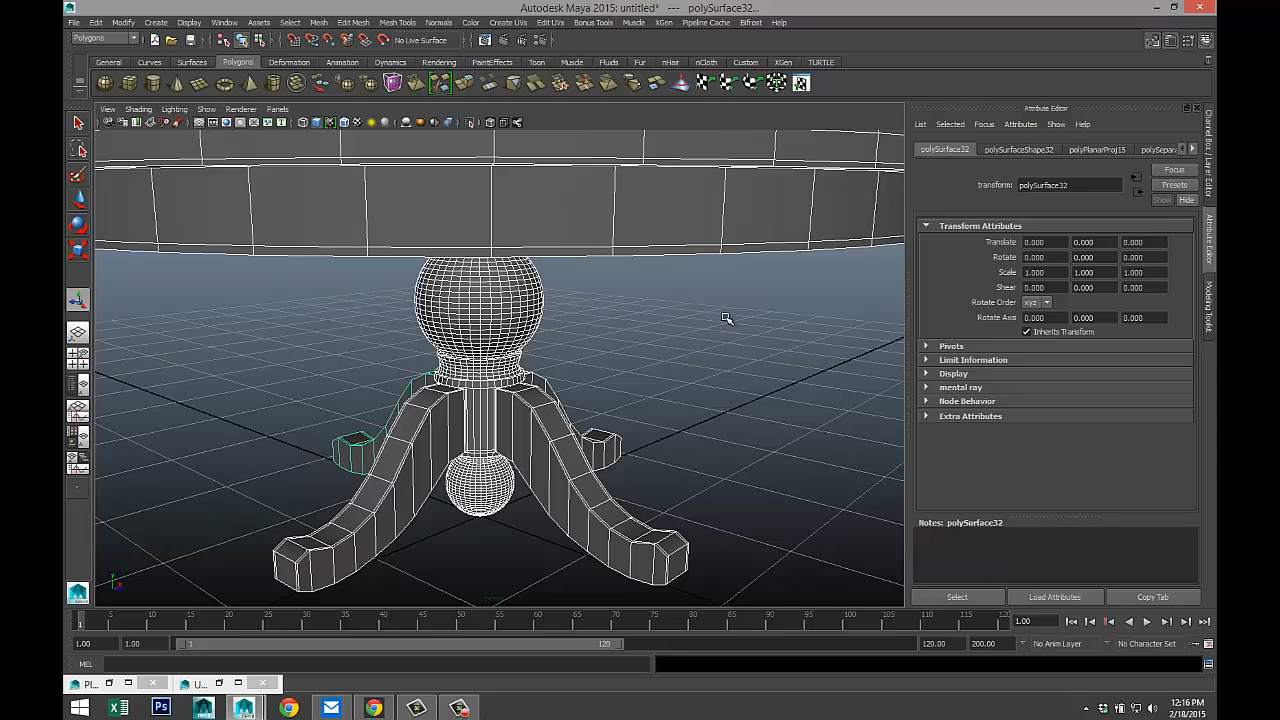 Autodesk Maya 2015: untitled* --- polySurface32...
File Edit Modify Create Display Window Assets Select Mesh Edit Mesh Mesh Tools Normals Color Create UVs Edit UVs Bonus Tools Muscle XGen Pipeline Cache Bifrost Help
Polygons No Live Surface
General Curves Surfaces Polygons Deformation Animation Dynamics Rendering PaintEffects Toon Muscle Fluids Fur nHair nCloth Custom XGen TURTLE
View Shading Lighting Show Renderer Panels
Attribute Editor
List Selected Focus Attributes Show Help
polySurface32 polySurfaceShape32 polyPlanarProj15 polySepar
Focus
transform: polySurface32 Presets
Show Hide
Transform Attributes
Translate 0.000 0.000 0.000
Rotate 0.000 0.000 0.000
Scale 1.000 1.000 1.000
Shear 0.000 0.000 0.000
Rotate Order xyz
Rotate Axis 0.000 0.000 0.000
Inherits Transform
Pivots
Limit Information
Display
mental ray
Node Behavior
Extra Attributes
Notes: polySurface32
Select Load Attributes Copy Tab
Channel Box / Layer Editor
Attribute Editor
Modeling Toolkit
1 5 10 15 20 25 30 35 40 45 50 55 60 65 70 75 80 85 90 95 100 105 110 115 120 1.00
1.00 1.00 1 120 120.00 200.00 No Anim Layer No Character Set
MEL
Pl... U...
12:16 PM
2/18/2015